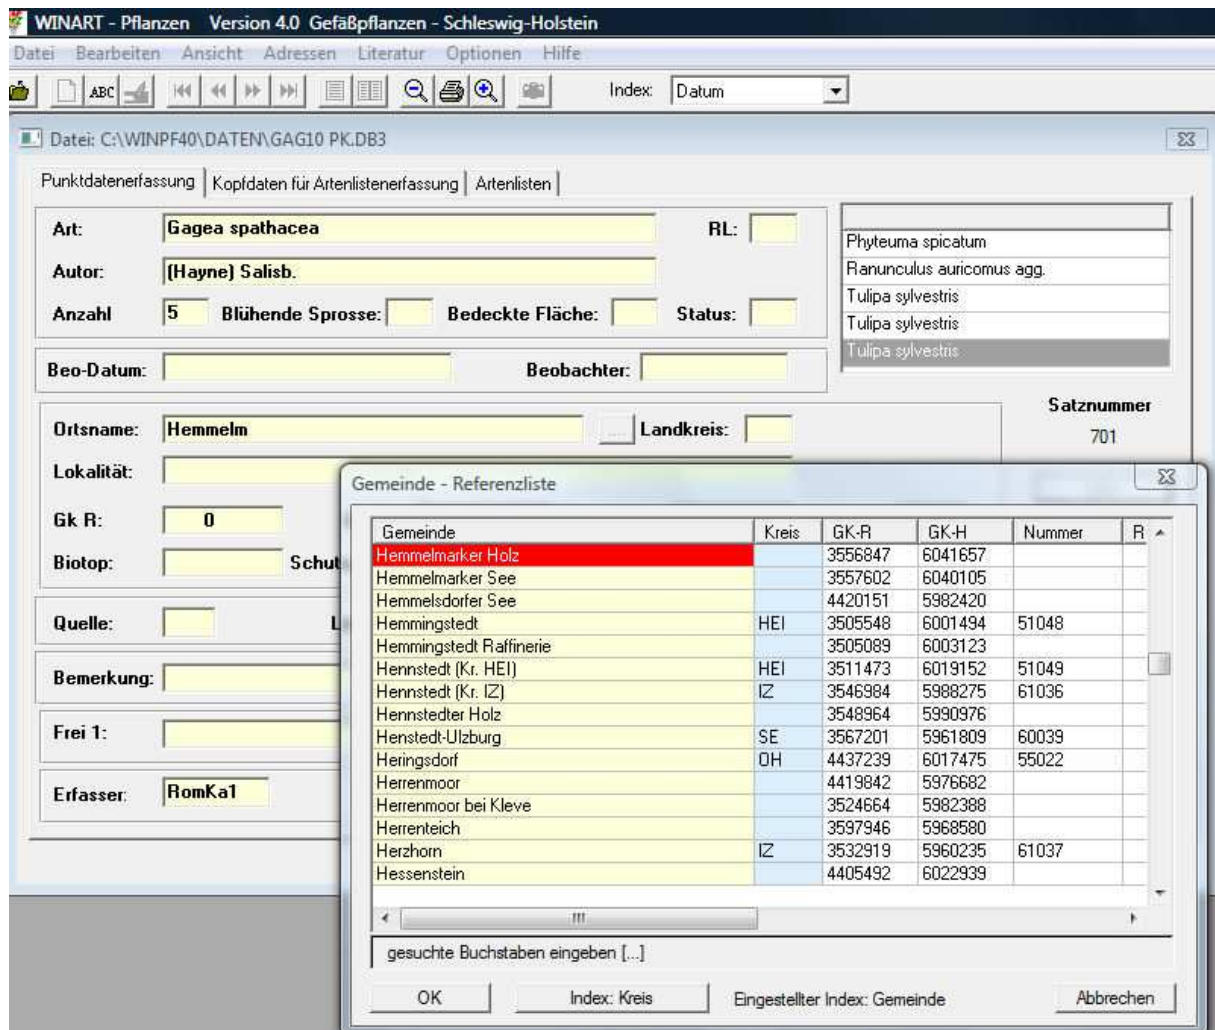 WINART - Pflanzen Version 4.0 Gefäßpflanzen - Schleswig-Holstein
Datei Bearbeiten Ansicht Adressen Literatur Optionen Hilfe
ABC Index: Datum
Datei: C:\WINPF40\DATEN\GAG10 PK.DB3
Punktdatenerfassung Kopfdaten für Artenlistenerfassung Artenlisten
Art: Gagea spathacea RL:
Autor: (Hayne) Salisb.
Anzahl 5 Blühende Sprosse: Bedeckte Fläche: Status:
Phyteuma spicatum
Ranunculus auricomus agg.
Tulipa sylvestris
Tulipa sylvestris
Tulipa sylvestris
Beo-Datum: Beobachter:
Satznummer
701
Ortsname: Hemmelm ... Landkreis:
Lokalität:
Gk R: 0
Biotop: Schut
Quelle: L
Bemerkung:
Frei 1:
Erfasser: RomKa1
Gemeinde - Referenzliste
Gemeinde Kreis GK-R GK-H Nummer R
Hemmelmarker Holz 3556847 6041657
Hemmelmarker See 3557602 6040105
Hemmelsdorfer See 4420151 5982420
Hemmingstedt HEI 3505548 6001494 51048
Hemmingstedt Raffinerie 3505089 6003123
Hennstedt (Kr. HEI) HEI 3511473 6019152 51049
Hennstedt (Kr. IZ) IZ 3546984 5988275 61036
Hennstedter Holz 3548964 5990976
Henstedt-Ulzburg SE 3567201 5961809 60039
Heringsdorf OH 4437239 6017475 55022
Herrenmoor 4419842 5976682
Herrenmoor bei Kleve 3524664 5982388
Herrenteich 3597946 5968580
Herzhorn IZ 3532919 5960235 61037
Hessenstein 4405492 6022939
gesuchte Buchstaben eingeben [...]
OK Index: Kreis Eingestellter Index: Gemeinde Abbrechen